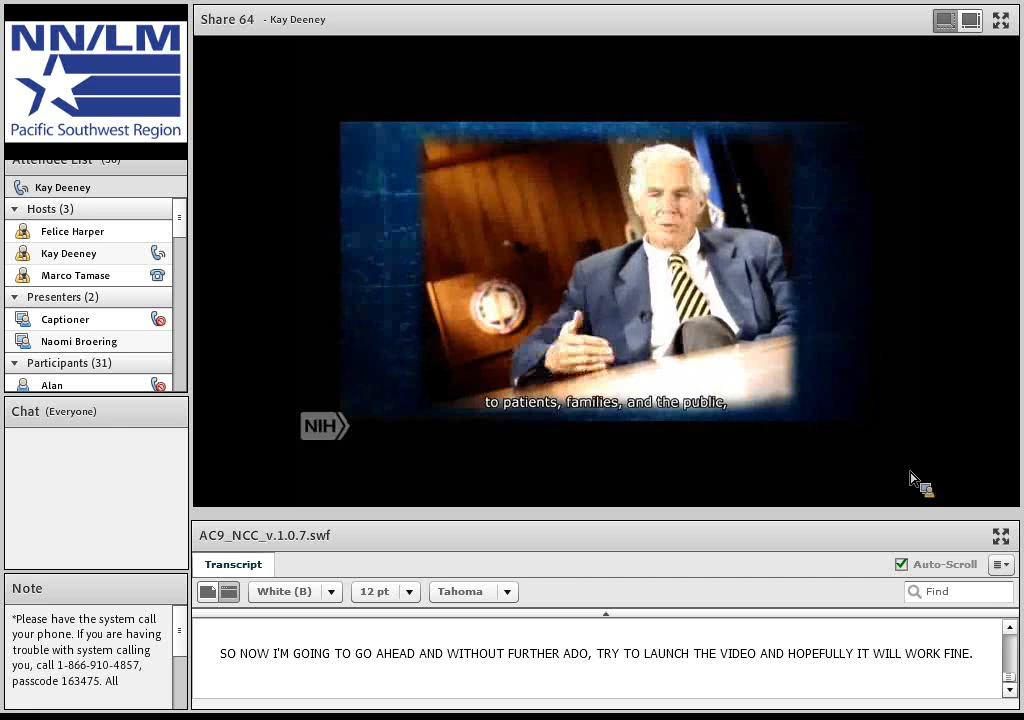 NN/LM
Pacific Southwest Region
Attendee List (36)
Kay Deeney
Hosts (3)
Felice Harper
Kay Deeney
Marco Tamase
Presenters (2)
Captioner
Naomi Broering
Participants (31)
Alan
Chat (Everyone)
Note
*Please have the system call
your phone. If you are having
trouble with system calling
you, call 1-866-910-4857,
passcode 163475. All
Share 64 - Kay Deeney
to patients, families, and the public,
NIH
AC9_NCC_v.1.0.7.swf
Transcript
Auto-Scroll
White (B)
12 pt
Tahoma
Find
SO NOW I'M GOING TO GO AHEAD AND WITHOUT FURTHER ADO, TRY TO LAUNCH THE VIDEO AND HOPEFULLY IT WILL WORK FINE.